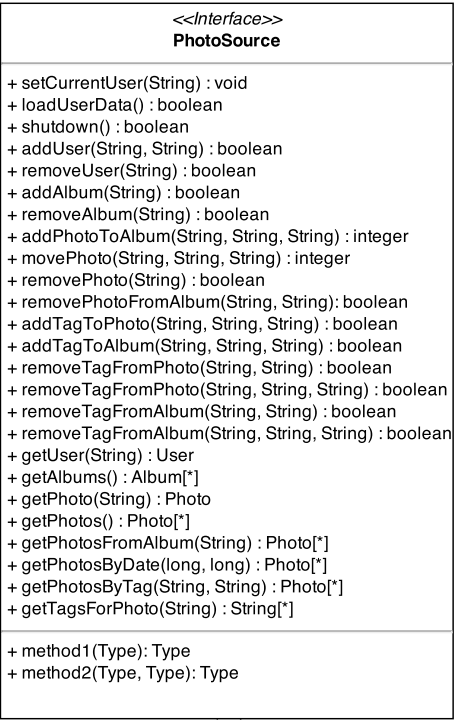 <<Interface>>
PhotoSource
+ setCurrentUser(String) : void
+ loadUserData() : boolean
+ shutdown() : boolean
+ addUser(String, String) : boolean
+ removeUser(String) : boolean
+ addAlbum(String) : boolean
+ removeAlbum(String) : boolean
+ addPhotoToAlbum(String, String, String) : integer
+ movePhoto(String, String, String) : integer
+ removePhoto(String) : boolean
+ removePhotoFromAlbum(String, String): boolean
+ addTagToPhoto(String, String, String) : boolean
+ addTagToAlbum(String, String, String) : boolean
+ removeTagFromPhoto(String, String) : boolean
+ removeTagFromPhoto(String, String, String) : boolean
+ removeTagFromAlbum(String, String) : boolean
+ removeTagFromAlbum(String, String, String) : boolean
+ getUser(String) : User
+ getAlbums() : Album[*]
+ getPhoto(String) : Photo
+ getPhotos() : Photo[*]
+ getPhotosFromAlbum(String) : Photo[*]
+ getPhotosByDate(long, long) : Photo[*]
+ getPhotosByTag(String, String) : Photo[*]
+ getTagsForPhoto(String) : String[*]
+ method1(Type): Type
+ method2(Type, Type): Type